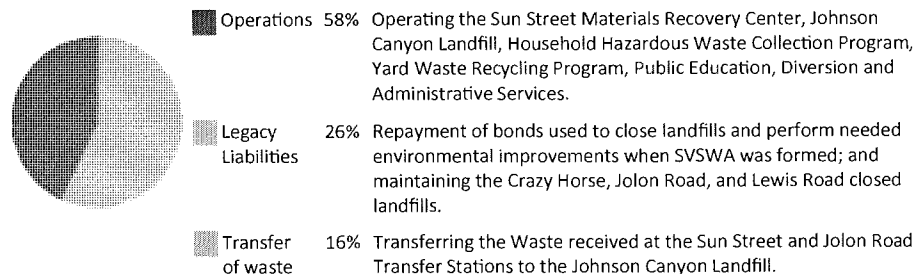 Operations 58% Operating the Sun Street Materials Recovery Center, Johnson
Canyon Landfill, Household Hazardous Waste Collection Program,
Yard Waste Recycling Program, Public Education, Diversion and
Administrative Services.
Legacy 26% Repayment of bonds used to close landfills and perform needed
Liabilities environmental improvements when SVSWA was formed; and
maintaining the Crazy Horse, Jolon Road, and Lewis Road closed
landfills.
Transfer 16% Transferring the Waste received at the Sun Street and Jolon Road
of waste Transfer Stations to the Johnson Canyon Landfill.